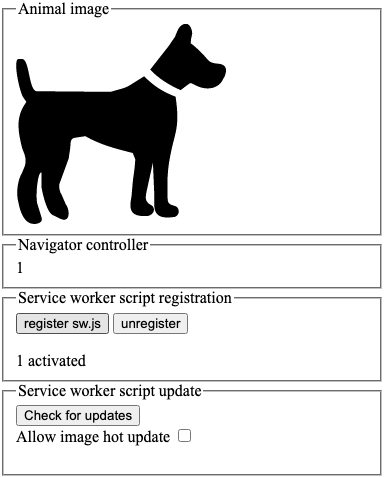 Animal image
Navigator controller
1
Service worker script registration
register sw.js unregister
1 activated
Service worker script update
Check for updates
Allow image hot update